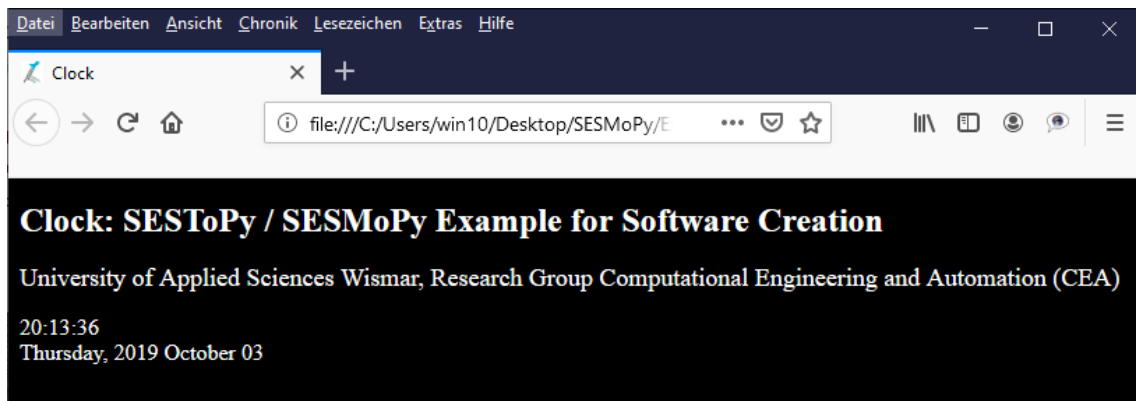 Datei Bearbeiten Ansicht Chronik Lesezeichen Extras Hilfe
Clock
file:///C:/Users/win10/Desktop/SESMoPy/E
Clock: SESToPy / SESMoPy Example for Software Creation
University of Applied Sciences Wismar, Research Group Computational Engineering and Automation (CEA)
20:13:36
Thursday, 2019 October 03